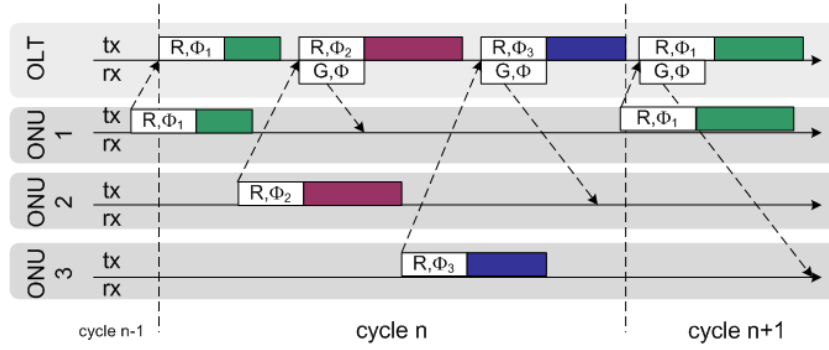 OLT
tx
rx
R,Φ1
R,Φ2
R,Φ3
R,Φ1
G,Φ
G,Φ
G,Φ
ONU
1
tx
rx
R,Φ1
R,Φ1
ONU
2
tx
rx
R,Φ2
ONU
3
tx
rx
R,Φ3
cycle n-1
cycle n
cycle n+1